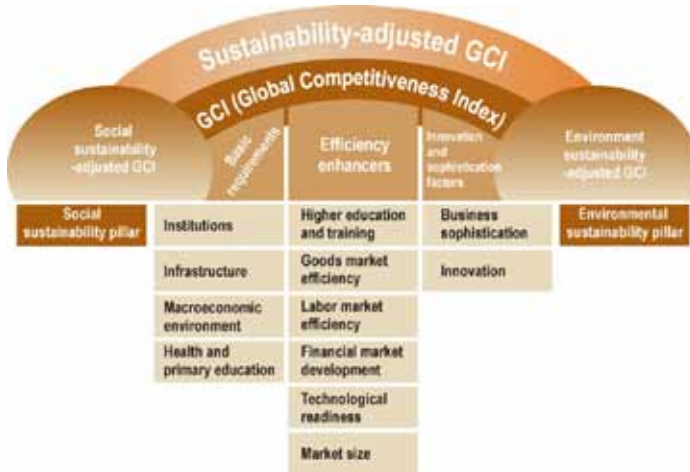 Sustainability-adjusted GCI
GCI (Global Competitiveness Index)
Social
sustainability
-adjusted GCI
Basic
requirements
Efficiency
enhancers
Innovation
and
sophistication
factors
Environment
sustainability
-adjusted GCI
Social
sustainability pillar
Institutions
Infrastructure
Macroeconomic
environment
Health and
primary education
Higher education
and training
Goods market
efficiency
Labor market
efficiency
Financial market
development
Technological
readiness
Market size
Business
sophistication
Innovation
Environmental
sustainability pillar